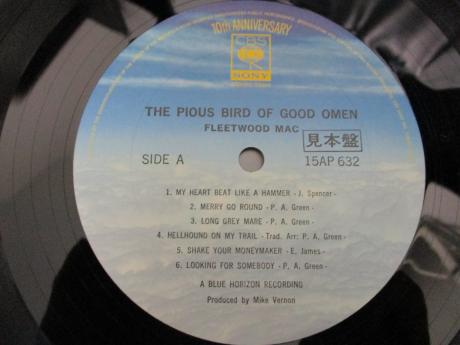 10th ANNIVERSARY
CBS
SONY
THE PIOUS BIRD OF GOOD OMEN
FLEETWOOD MAC
見本盤
SIDE A
15AP 632
1. MY HEART BEAT LIKE A HAMMER - J. Spencer -
2. MERRY GO ROUND - P. A. Green -
3. LONG GREY MARE - P. A. Green -
4. HELLHOUND ON MY TRAIL - Trad. Arr: P. A. Green -
5. SHAKE YOUR MONEYMAKER - E. James -
6. LOOKING FOR SOMEBODY - P. A. Green -
A BLUE HORIZON RECORDING
Produced by Mike Vernon